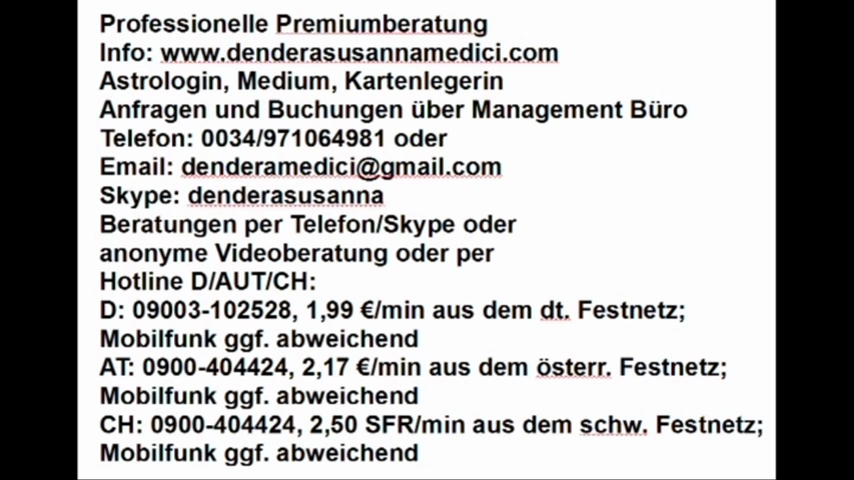 Professionelle Premiumberatung
Info: www.denderasusannamedici.com
Astrologin, Medium, Kartenlegerin
Anfragen und Buchungen über Management Büro
Telefon: 0034/971064981 oder
Email: denderamedici@gmail.com
Skype: denderasusanna
Beratungen per Telefon/Skype oder
anonyme Videoberatung oder per
Hotline D/AUT/CH:
D: 09003-102528, 1,99 €/min aus dem dt. Festnetz;
Mobilfunk ggf. abweichend
AT: 0900-404424, 2,17 €/min aus dem österr. Festnetz;
Mobilfunk ggf. abweichend
CH: 0900-404424, 2,50 SFR/min aus dem schw. Festnetz;
Mobilfunk ggf. abweichend